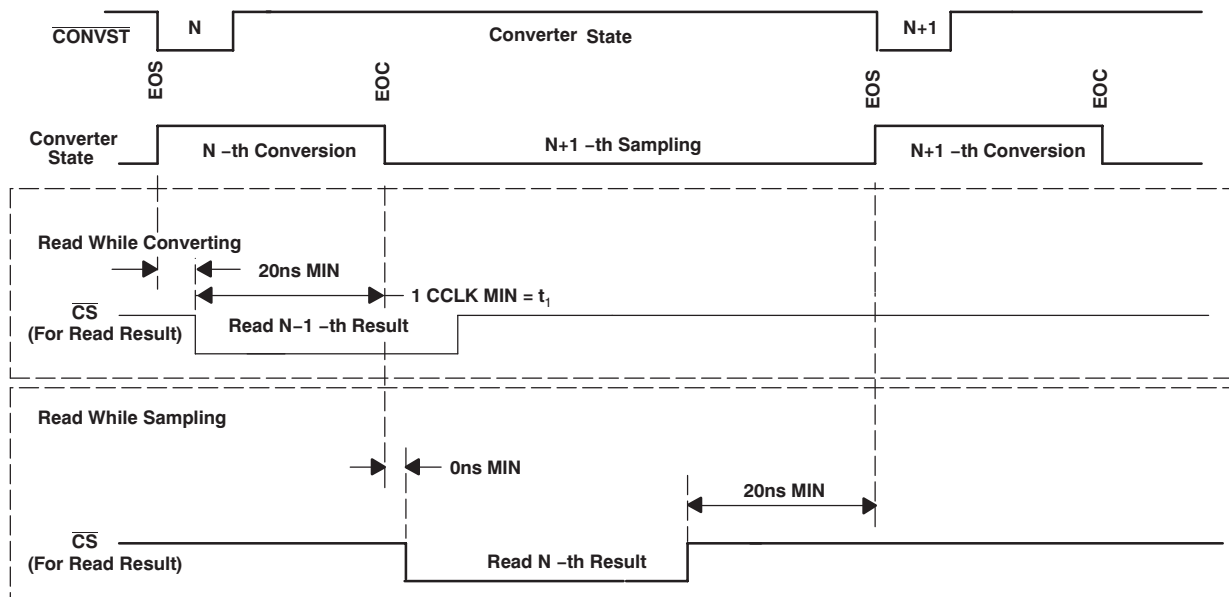 CONVST
N
Converter State
N+1
EOS
EOC
EOS
EOC
Converter
State
N −th Conversion
N+1 −th Sampling
N+1 −th Conversion
Read While Converting
20ns MIN
1 CCLK MIN = t₁
CS
(For Read Result)
Read N−1 −th Result
Read While Sampling
0ns MIN
20ns MIN
CS
(For Read Result)
Read N −th Result